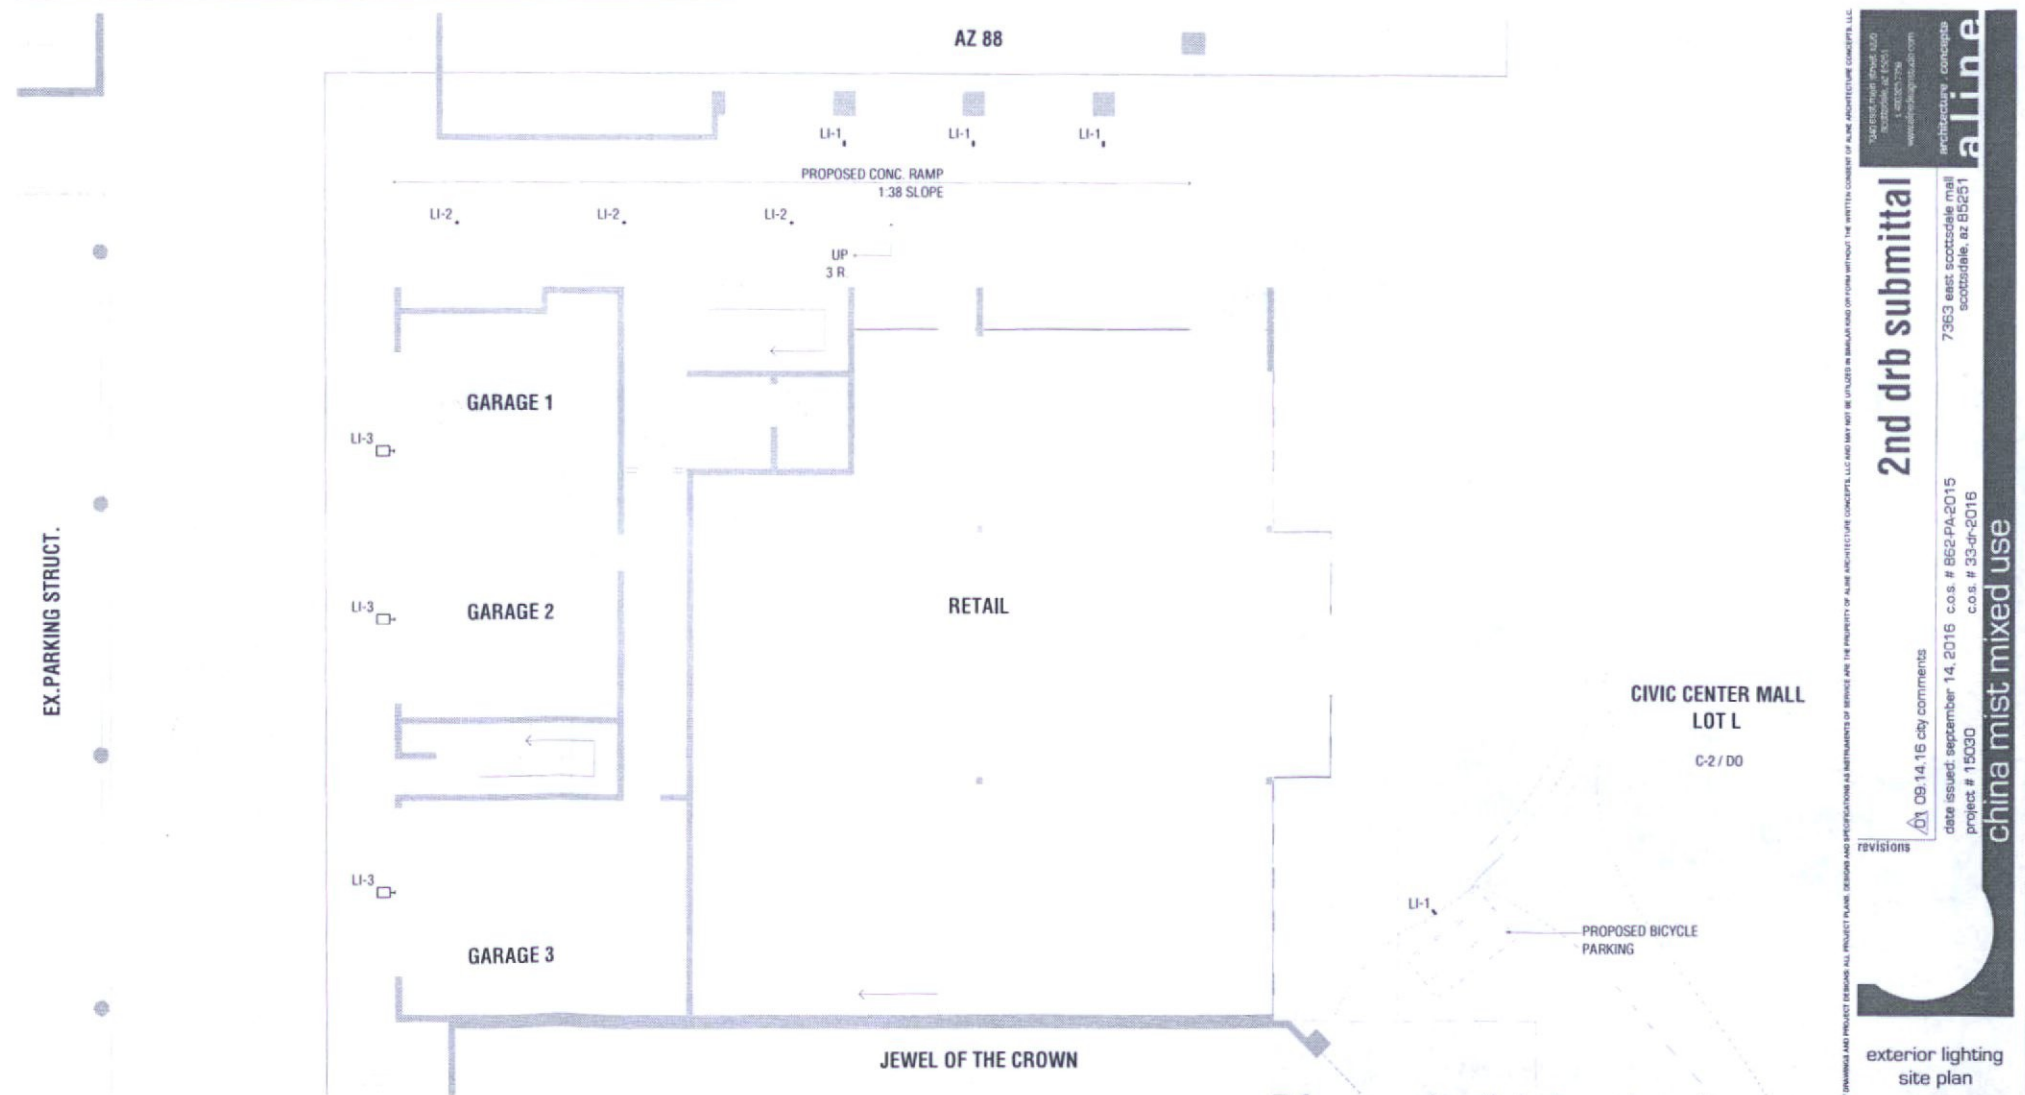 AZ 88
LI-1
LI-1
LI-1
PROPOSED CONC. RAMP
1:38 SLOPE
LI-2
LI-2
LI-2
UP
3 R.
GARAGE 1
LI-3
EX.PARKING STRUCT.
LI-3
GARAGE 2
RETAIL
CIVIC CENTER MALL
LOT L
C-2 / DO
LI-3
GARAGE 3
LI-1
PROPOSED BICYCLE
PARKING
JEWEL OF THE CROWN
architecture . concepts
aline
2nd drb submittal
7363 east scottsdale mall
scottsdale, az 85251
01 09.14.16 city comments
revisions
date issued: september 14, 2016 c.o.s. # 862-PA-2015
project # 15030 c.o.s. # 33-dr-2016
china mist mixed use
exterior lighting
site plan